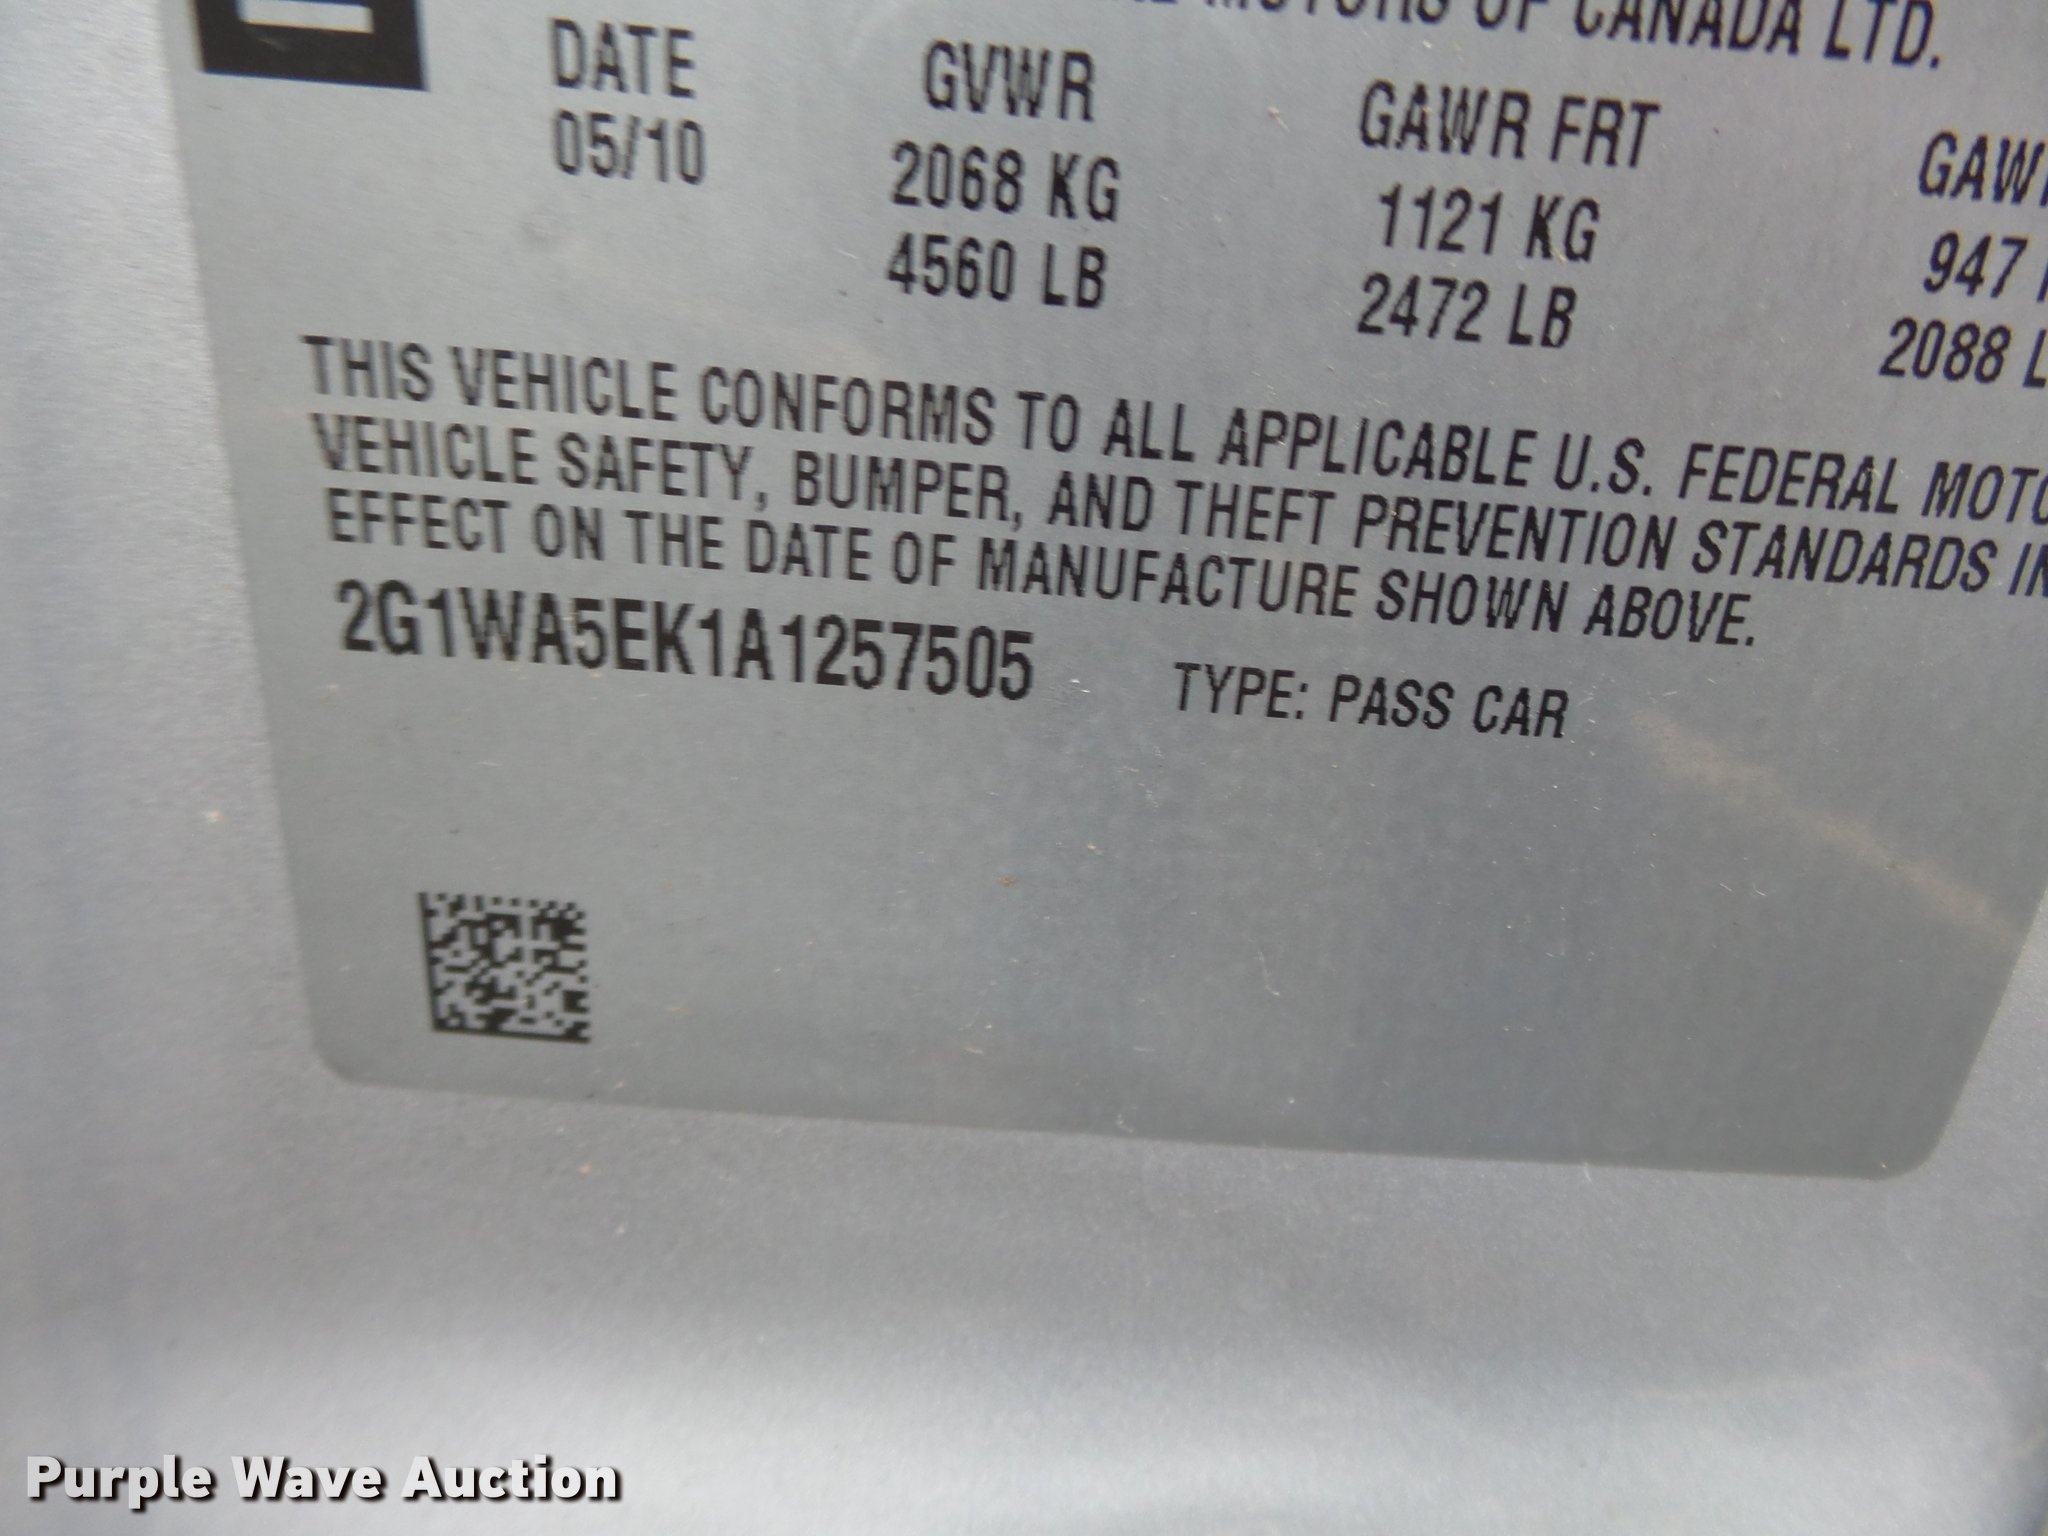 MOTORS OF CANADA LTD.
DATE GVWR GAWR FRT
05/10 2068 KG 1121 KG 947
4560 LB 2472 LB 2088
THIS VEHICLE CONFORMS TO ALL APPLICABLE U.S. FEDERAL
VEHICLE SAFETY, BUMPER, AND THEFT PREVENTION STANDARDS IN
EFFECT ON THE DATE OF MANUFACTURE SHOWN ABOVE.
2G1WA5EK1A1257505 TYPE: PASS CAR
Purple Wave Auction